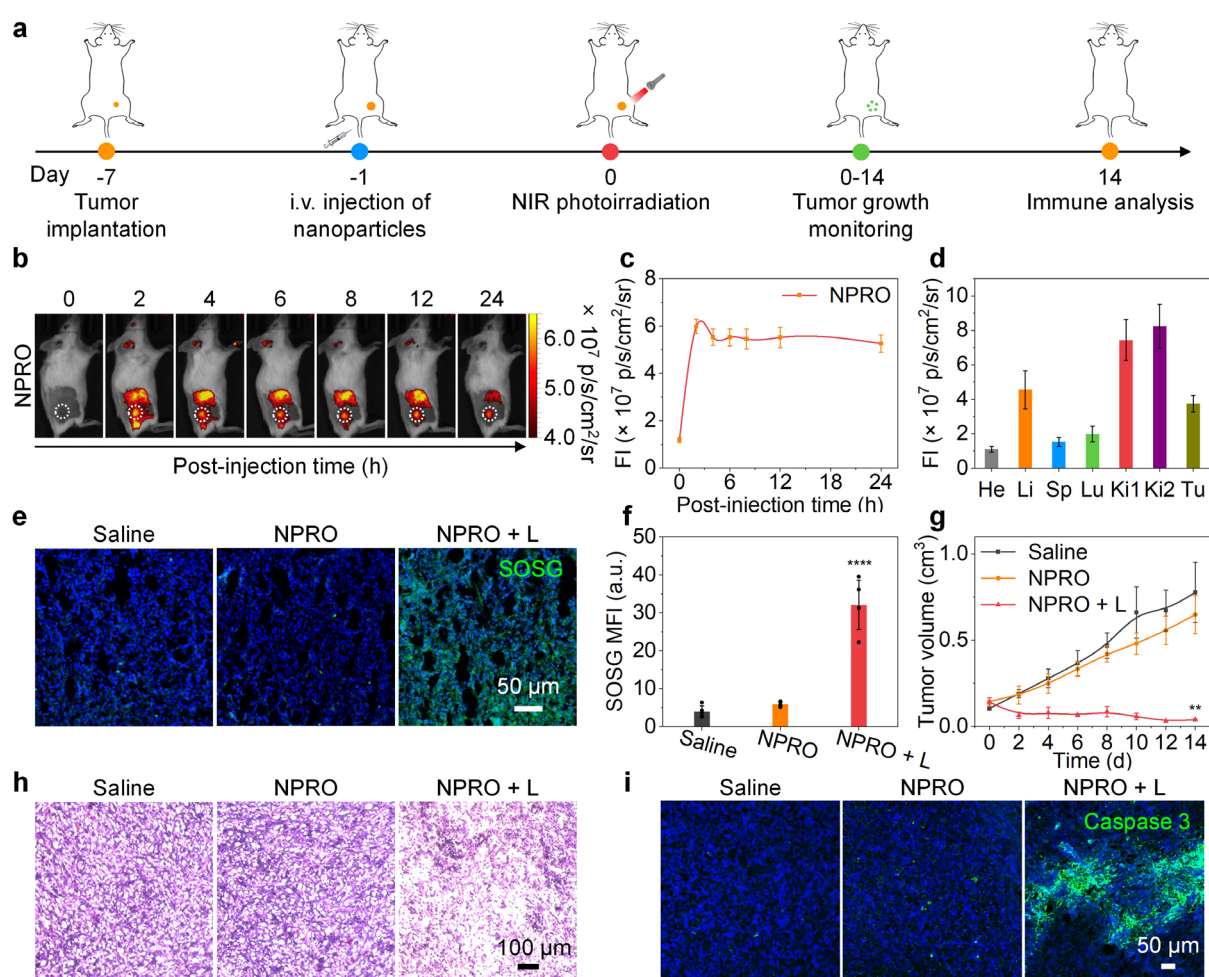 a
Day
-7
-1
0
0-14
14
Tumor
implantation
i.v. injection of
nanoparticles
NIR photoirradiation
Tumor growth
monitoring
Immune analysis
b
0 2 4 6 8 12 24
NPRO
6.0
5.0
4.0
× 10⁷ p/s/cm²/sr
Post-injection time (h)
c
FI (× 10⁷ p/s/cm²/sr)
8
6
4
2
0
NPRO
0 6 12 18 24
Post-injection time (h)
d
FI (× 10⁷ p/s/cm²/sr)
10
8
6
4
2
0
He Li Sp Lu Ki1 Ki2 Tu
e
Saline NPRO NPRO + L
SOSG
50 µm
f
SOSG MFI (a.u.)
50
40
30
20
10
0
****
Saline NPRO NPRO + L
g
Tumor volume (cm³)
1.0
0.5
0.0
Saline
NPRO
NPRO + L
**
0 2 4 6 8 10 12 14
Time (d)
h
Saline NPRO NPRO + L
100 µm
i
Saline NPRO NPRO + L
Caspase 3
50 µm